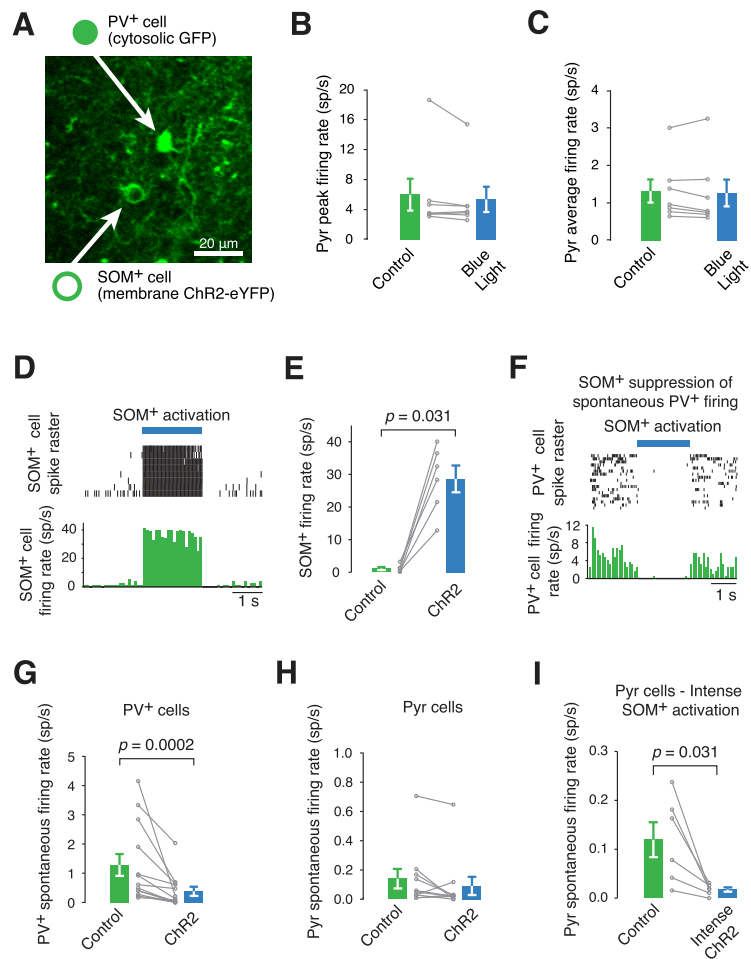 A
PV⁺ cell
(cytosolic GFP)
20 µm
SOM⁺ cell
(membrane ChR2-eYFP)
B
Pyr peak firing rate (sp/s)
20
16
12
8
4
0
Control
Blue
Light
C
Pyr average firing rate (sp/s)
4
3
2
1
0
Control
Blue
Light
D
SOM⁺ activation
SOM⁺ cell
spike raster
SOM⁺ cell
firing rate (sp/s)
40
20
0
1 s
E
p = 0.031
SOM⁺ firing rate (sp/s)
40
30
20
10
0
Control
ChR2
F
SOM⁺ suppression of
spontaneous PV⁺ firing
SOM⁺ activation
PV⁺ cell
spike raster
PV⁺ cell firing
rate (sp/s)
12
8
4
0
1 s
G
PV⁺ cells
p = 0.0002
PV⁺ spontaneous firing rate (sp/s)
5
4
3
2
1
0
Control
ChR2
H
Pyr cells
Pyr spontaneous firing rate (sp/s)
1.0
0.8
0.6
0.4
0.2
0.0
Control
ChR2
I
Pyr cells - Intense
SOM⁺ activation
p = 0.031
Pyr spontaneous firing rate (sp/s)
0.3
0.2
0.1
0.0
Control
Intense
ChR2